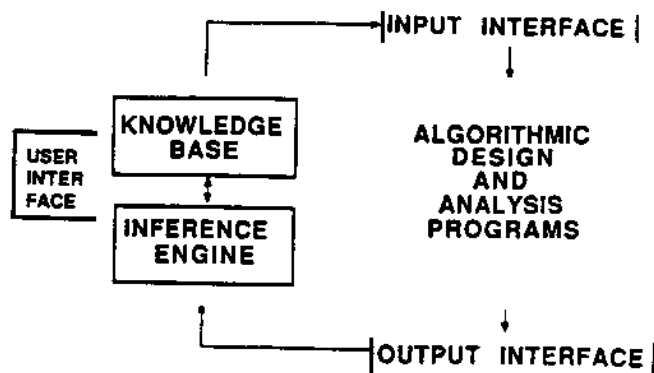 INPUT INTERFACE
KNOWLEDGE
BASE
USER
INTER
FACE
INFERENCE
ENGINE
ALGORITHMIC
DESIGN
AND
ANALYSIS
PROGRAMS
OUTPUT INTERFACE